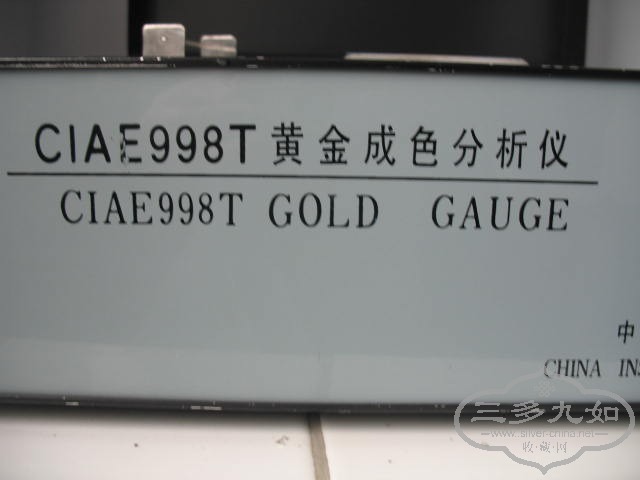 CIAE998T 黄金成色分析仪
CIAE998T GOLD GAUGE
中
CHINA INS
三多九如
www.silver-china.net
收·藏·网